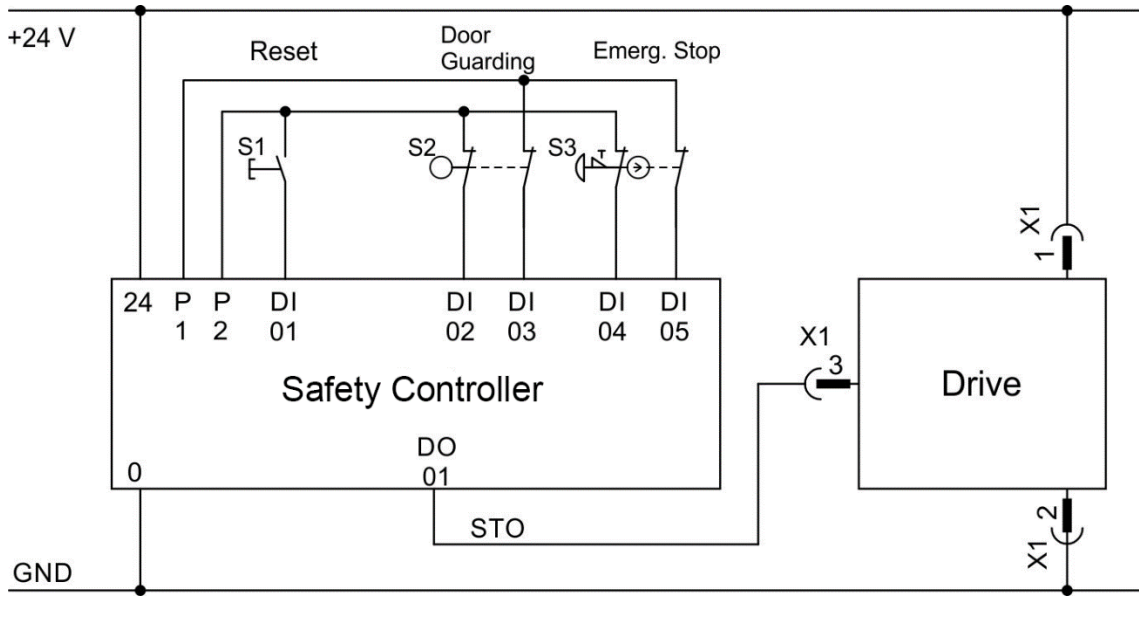 +24 V
Reset
Door
Guarding
Emerg. Stop
S1
S2
S3
X1
1
24
P
1
P
2
DI
01
DI
02
DI
03
DI
04
DI
05
X1
3
Safety Controller
Drive
0
DO
01
STO
2
X1
GND